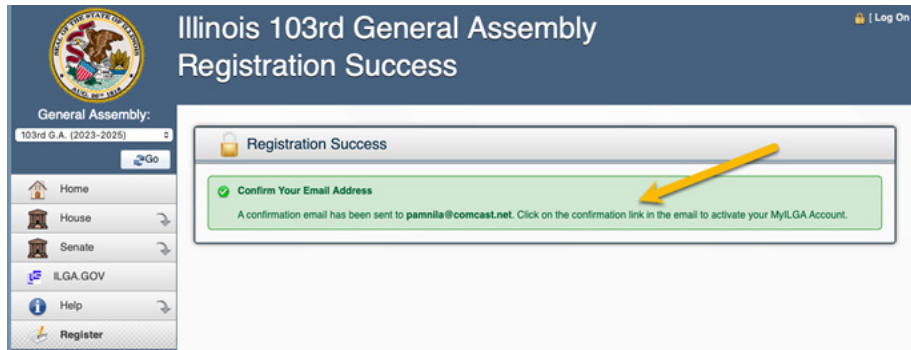 Illinois 103rd General Assembly
Registration Success
[ Log On
General Assembly:
103rd G.A. (2023-2025)
Go
Home
House
Senate
ILGA.GOV
Help
Register
Registration Success
Confirm Your Email Address
A confirmation email has been sent to pamnila@comcast.net. Click on the confirmation link in the email to activate your MyILGA Account.